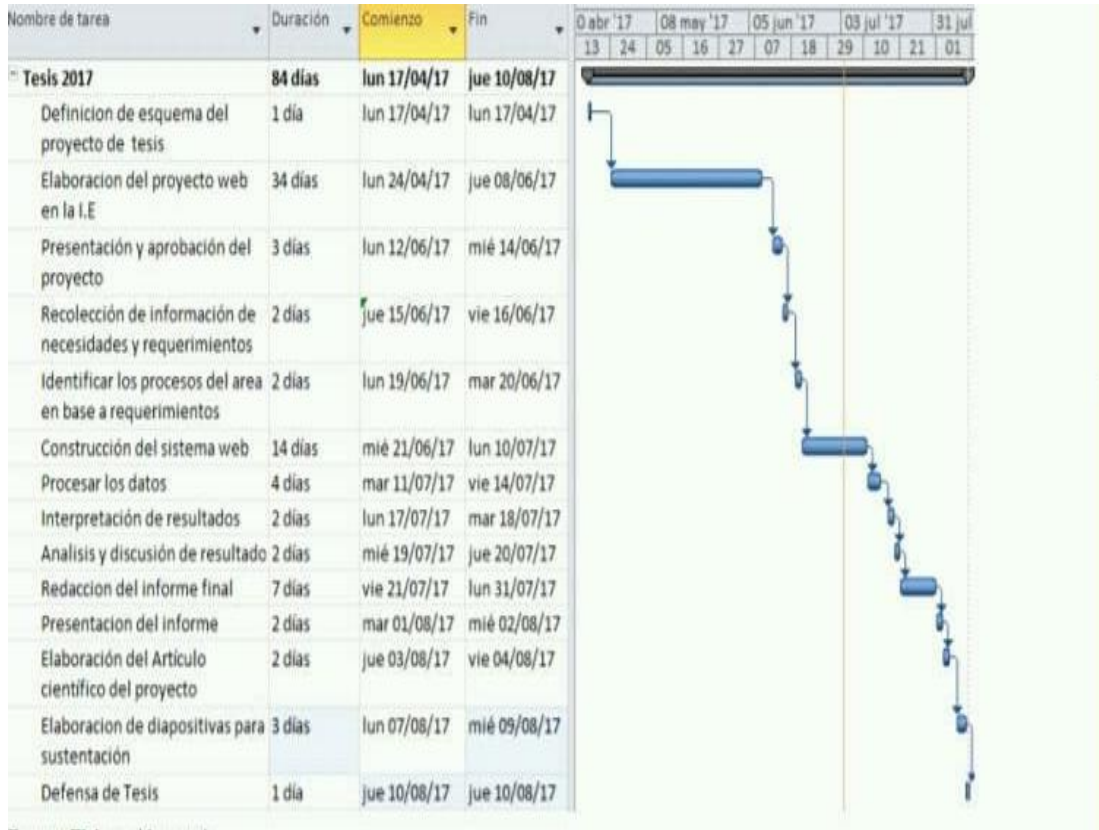 Nombre de tarea Duración Comienzo Fin
0 abr '17 08 may '17 05 jun '17 03 jul '17 31 jul
13 24 05 16 27 07 18 29 10 21 01
Tesis 2017 84 días lun 17/04/17 jue 10/08/17
Definicion de esquema del 1 día lun 17/04/17 lun 17/04/17
proyecto de tesis
Elaboracion del proyecto web 34 días lun 24/04/17 jue 08/06/17
en la I.E
Presentación y aprobación del 3 días lun 12/06/17 mié 14/06/17
proyecto
Recolección de información de 2 días jue 15/06/17 vie 16/06/17
necesidades y requerimientos
Identificar los procesos del area 2 días lun 19/06/17 mar 20/06/17
en base a requerimientos
Construcción del sistema web 14 días mié 21/06/17 lun 10/07/17
Procesar los datos 4 días mar 11/07/17 vie 14/07/17
Interpretación de resultados 2 días lun 17/07/17 mar 18/07/17
Analisis y discusión de resultado 2 días mié 19/07/17 jue 20/07/17
Redaccion del informe final 7 días vie 21/07/17 lun 31/07/17
Presentacion del informe 2 días mar 01/08/17 mié 02/08/17
Elaboración del Artículo 2 días jue 03/08/17 vie 04/08/17
científico del proyecto
Elaboracion de diapositivas para 3 días lun 07/08/17 mié 09/08/17
sustentación
Defensa de Tesis 1 día jue 10/08/17 jue 10/08/17